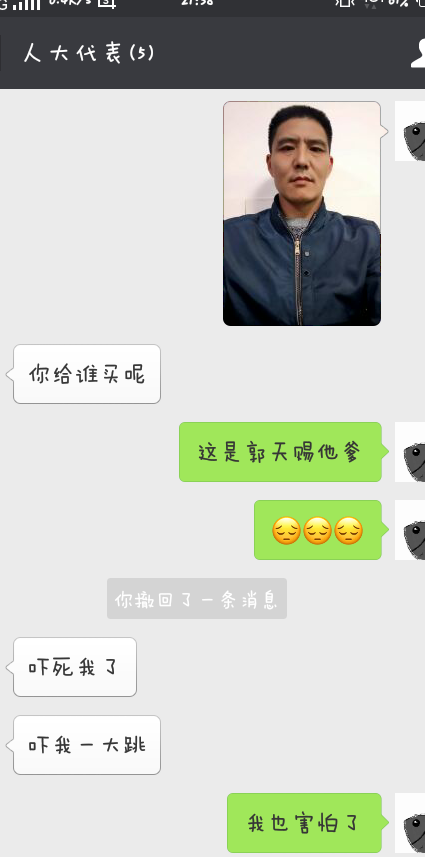 人大代表(5)
你给谁买呢
这是郭天赐他爹
你撤回了一条消息
吓死我了
吓我一大跳
我也害怕了